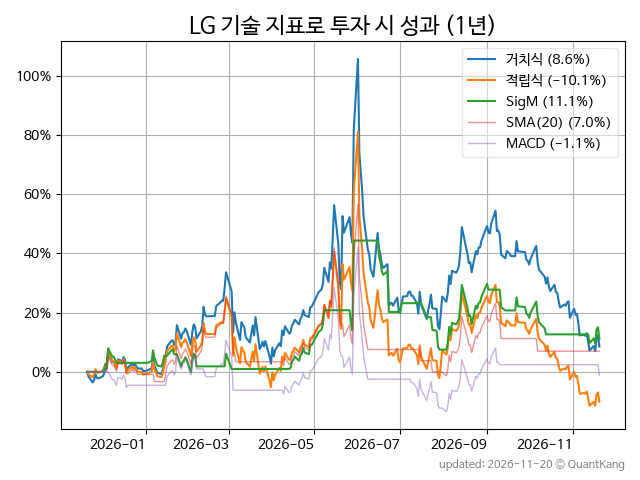 LG 기술 지표로 투자 시 성과 (1년)
거치식 (8.6%)
적립식 (−10.1%)
SigM (11.1%)
SMA(20) (7.0%)
MACD (−1.1%)
100%
80%
60%
40%
20%
0%
2026-01 2026-03 2026-05 2026-07 2026-09 2026-11
updated: 2026-11-20 © QuantKang